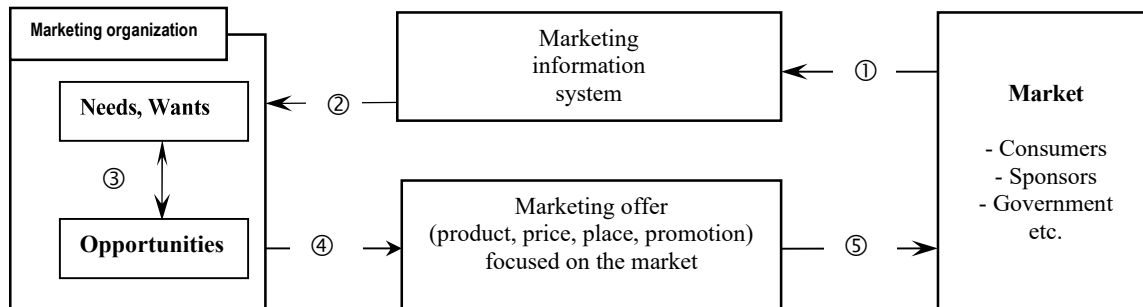 Marketing organization
Needs, Wants
③
Opportunities
②
Marketing
information
system
①
④
Marketing offer
(product, price, place, promotion)
focused on the market
⑤
Market
- Consumers
- Sponsors
- Government
etc.